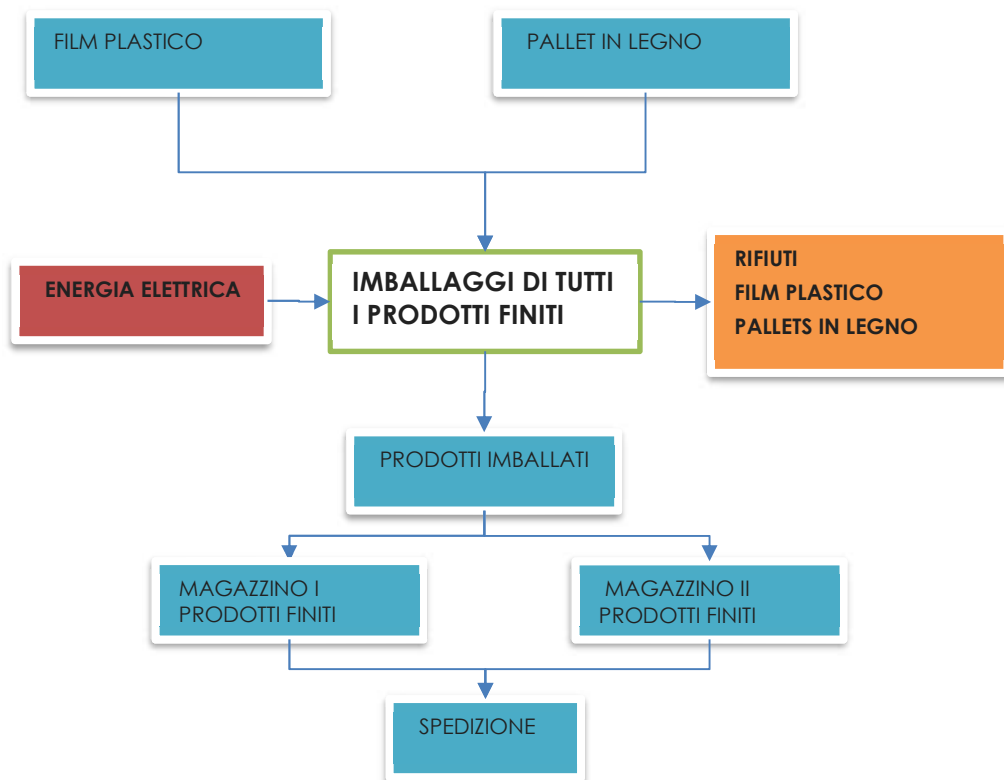 FILM PLASTICO
PALLET IN LEGNO
ENERGIA ELETTRICA
IMBALLAGGI DI TUTTI
I PRODOTTI FINITI
RIFIUTI
FILM PLASTICO
PALLETS IN LEGNO
PRODOTTI IMBALLATI
MAGAZZINO I
PRODOTTI FINITI
MAGAZZINO II
PRODOTTI FINITI
SPEDIZIONE